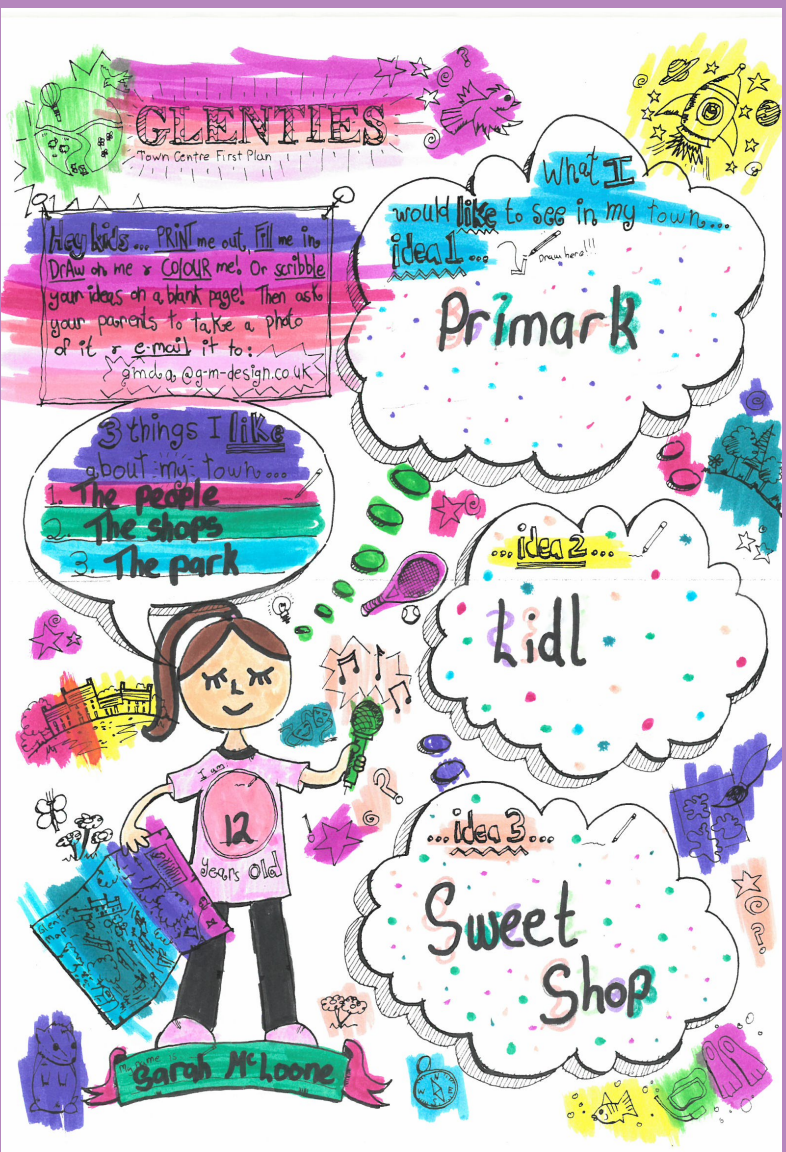 GLENTIES
Town Centre First Plan
Hey kids... PRINT me out, Fill me in
DrAw on me & COLOUR me! Or scribble
your ideas on a blank page! Then ask
your parents to take a photo
of it & e-mail it to:
gmda@g-m-design.co.uk
What I
would like to see in my town...
idea 1...
Draw here!!!
Primark
3 things I like
about my town...
1. The people
2. The shops
3. The park
...idea 2...
Lidl
I am
12
years old
...idea 3...
Sweet
Shop
Glenties
Map
My name is
Sarah McLoone